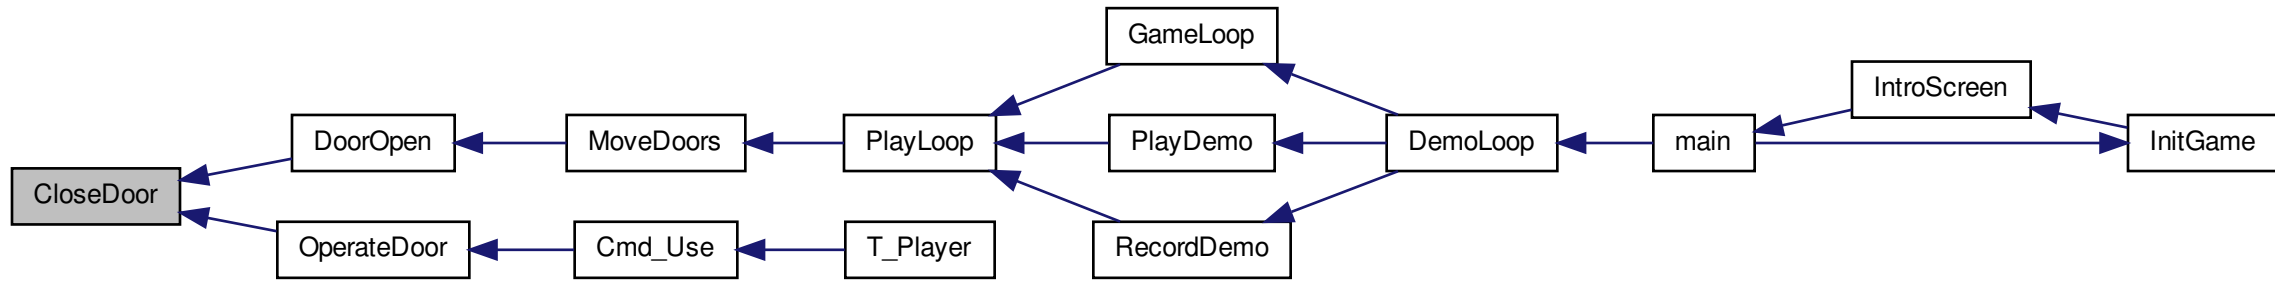 GameLoop
IntroScreen
DoorOpen
MoveDoors
PlayLoop
PlayDemo
DemoLoop
main
InitGame
CloseDoor
OperateDoor
Cmd_Use
T_Player
RecordDemo